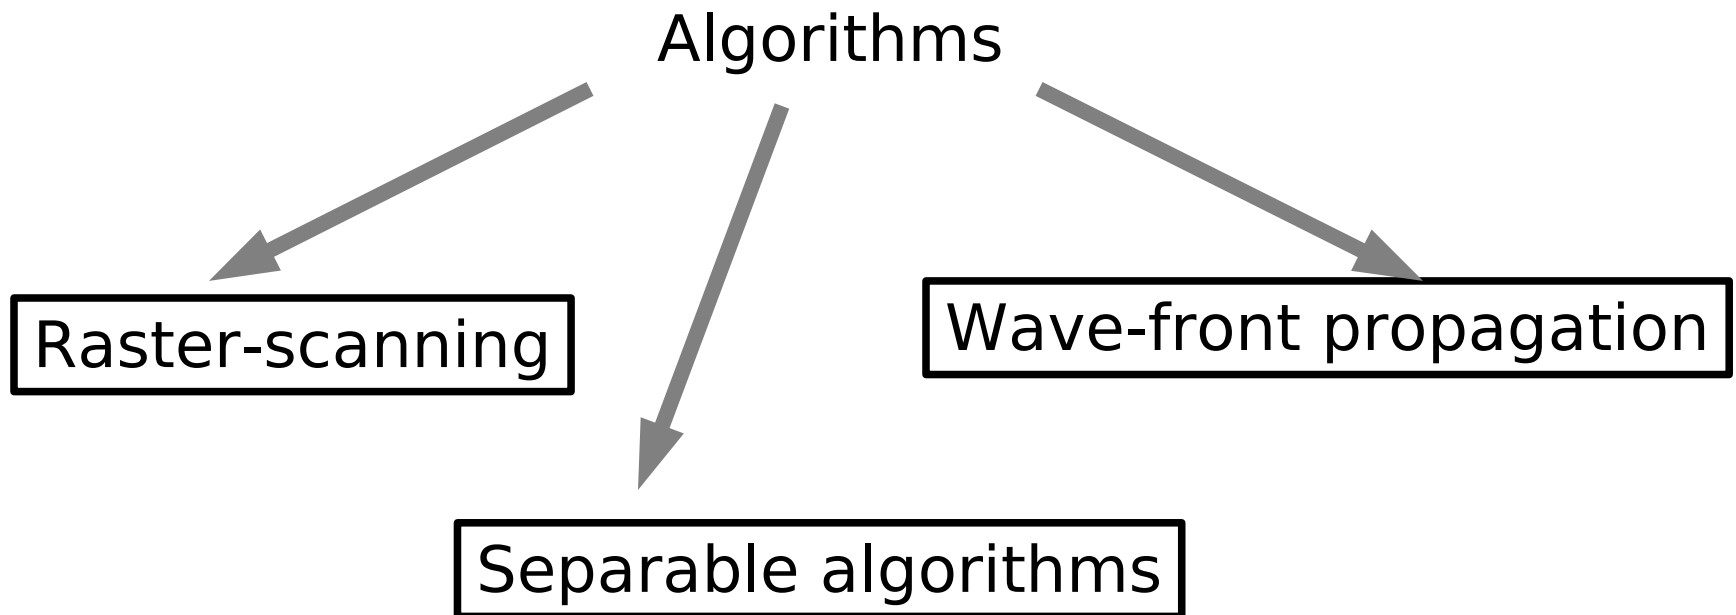 Algorithms
Raster-scanning
Wave-front propagation
Separable algorithms